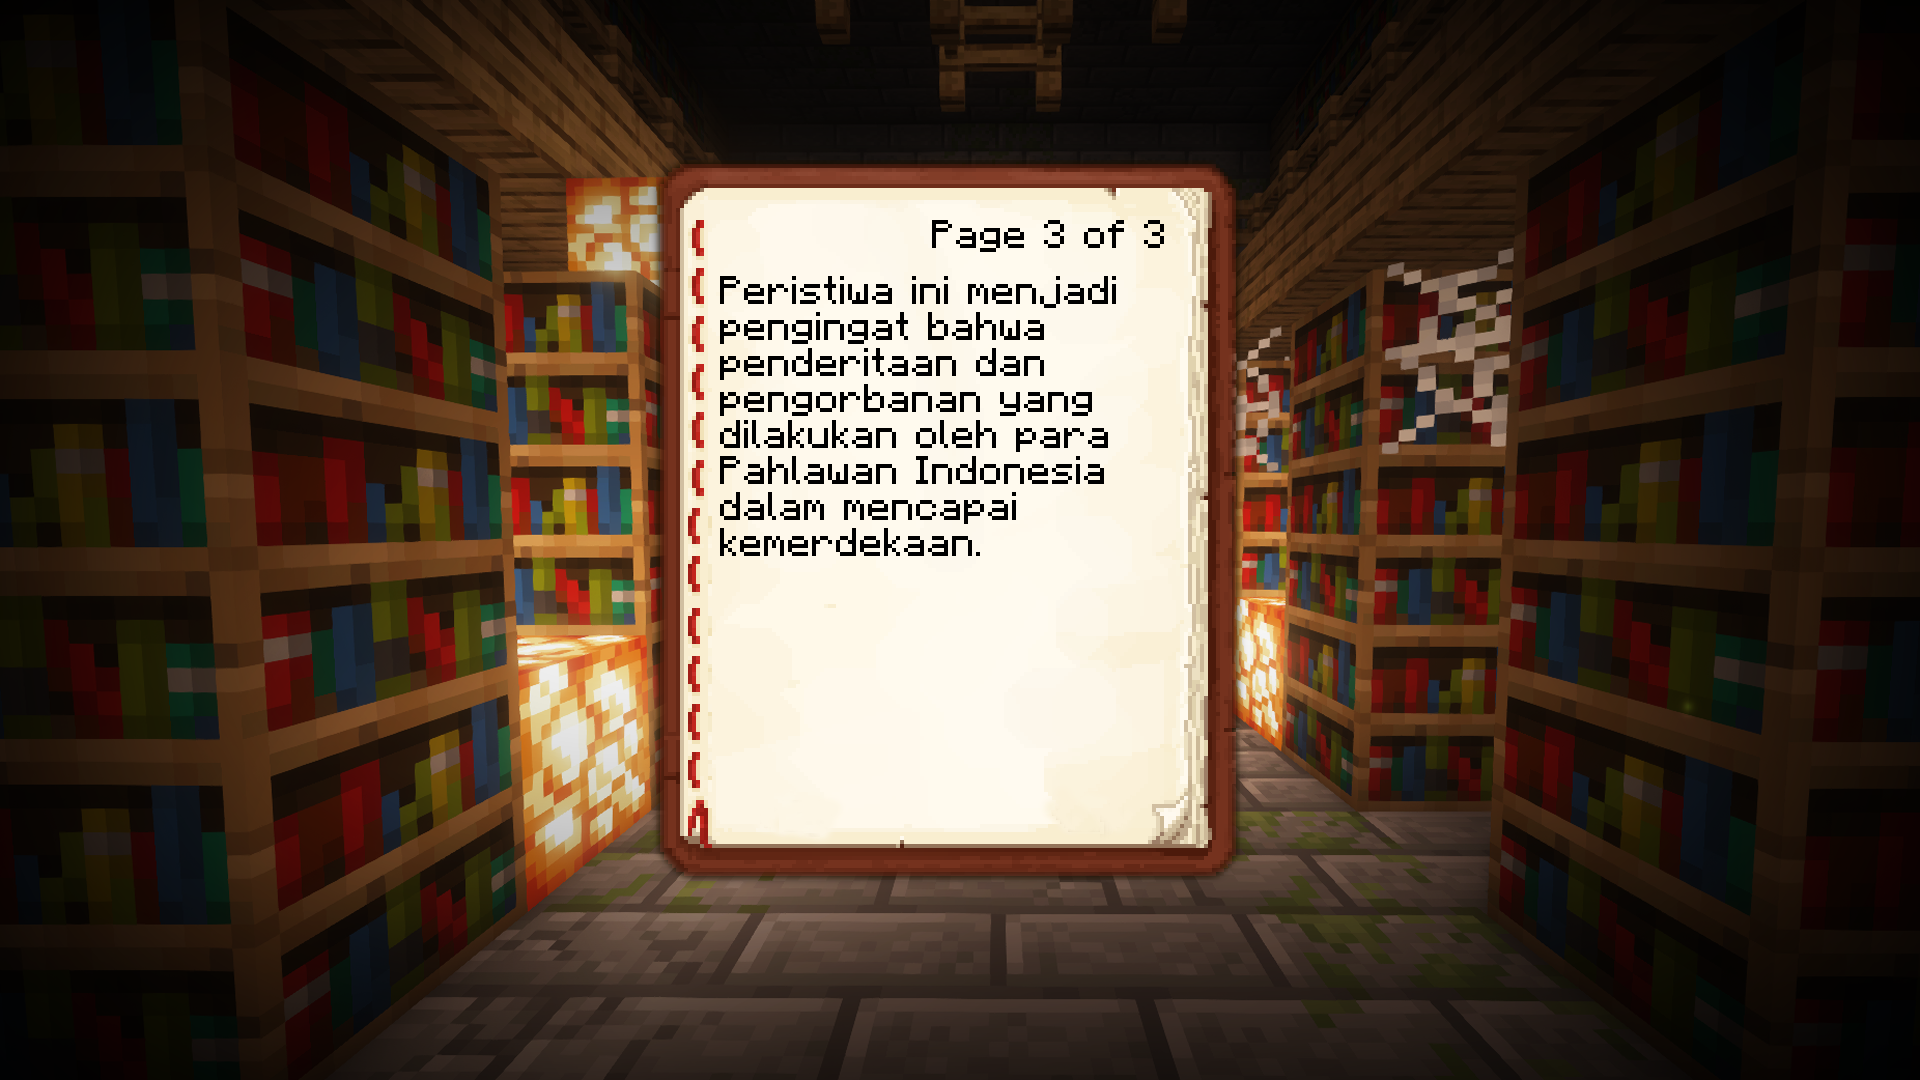 Page 3 of 3
Peristiwa ini menjadi
pengingat bahwa
penderitaan dan
pengorbanan yang
dilakukan oleh para
Pahlawan Indonesia
dalam mencapai
kemerdekaan.